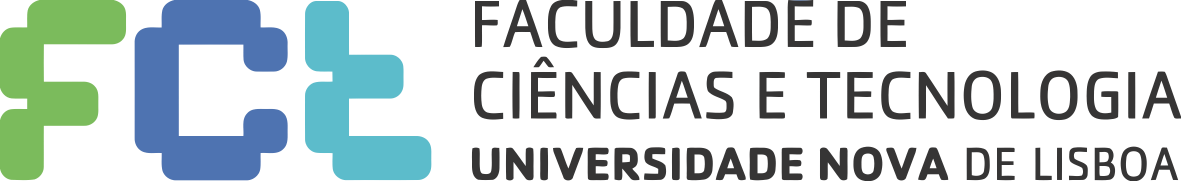 FCt
FACULDADE DE
CIÊNCIAS E TECNOLOGIA
UNIVERSIDADE NOVA DE LISBOA